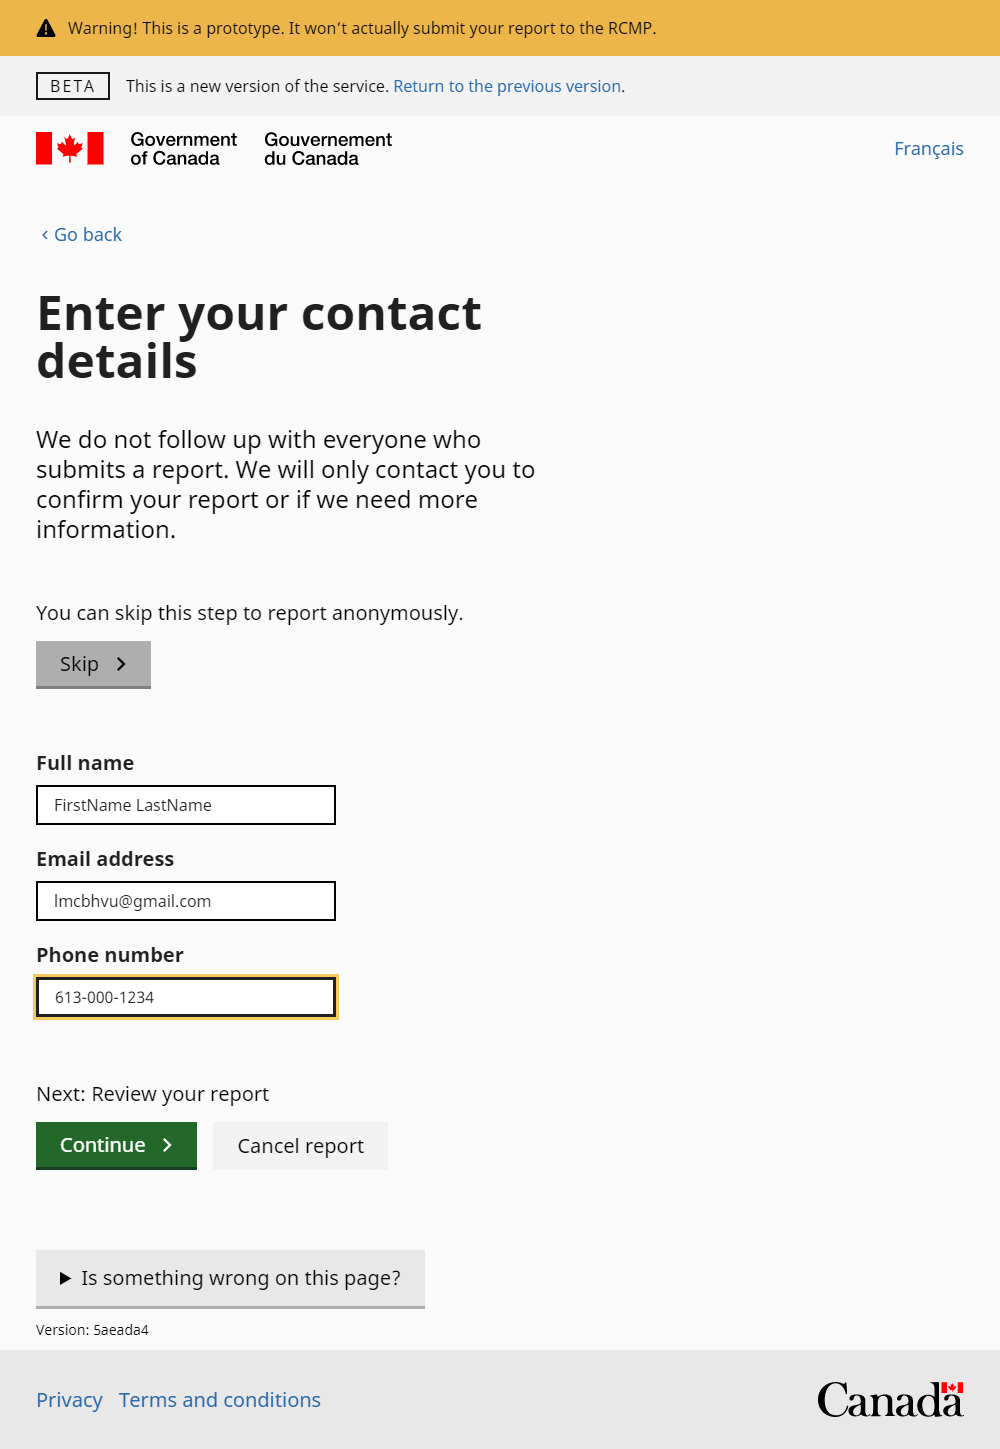 Warning! This is a prototype. It won't actually submit your report to the RCMP.
BETA This is a new version of the service. Return to the previous version.
Government of Canada
Gouvernement du Canada
Français
Go back
Enter your contact
details
We do not follow up with everyone who
submits a report. We will only contact you to
confirm your report or if we need more
information.
You can skip this step to report anonymously.
Skip
Full name
FirstName LastName
Email address
lmcbhvu@gmail.com
Phone number
613-000-1234
Next: Review your report
Continue Cancel report
Is something wrong on this page?
Version: 5aeada4
Privacy Terms and conditions
Canada